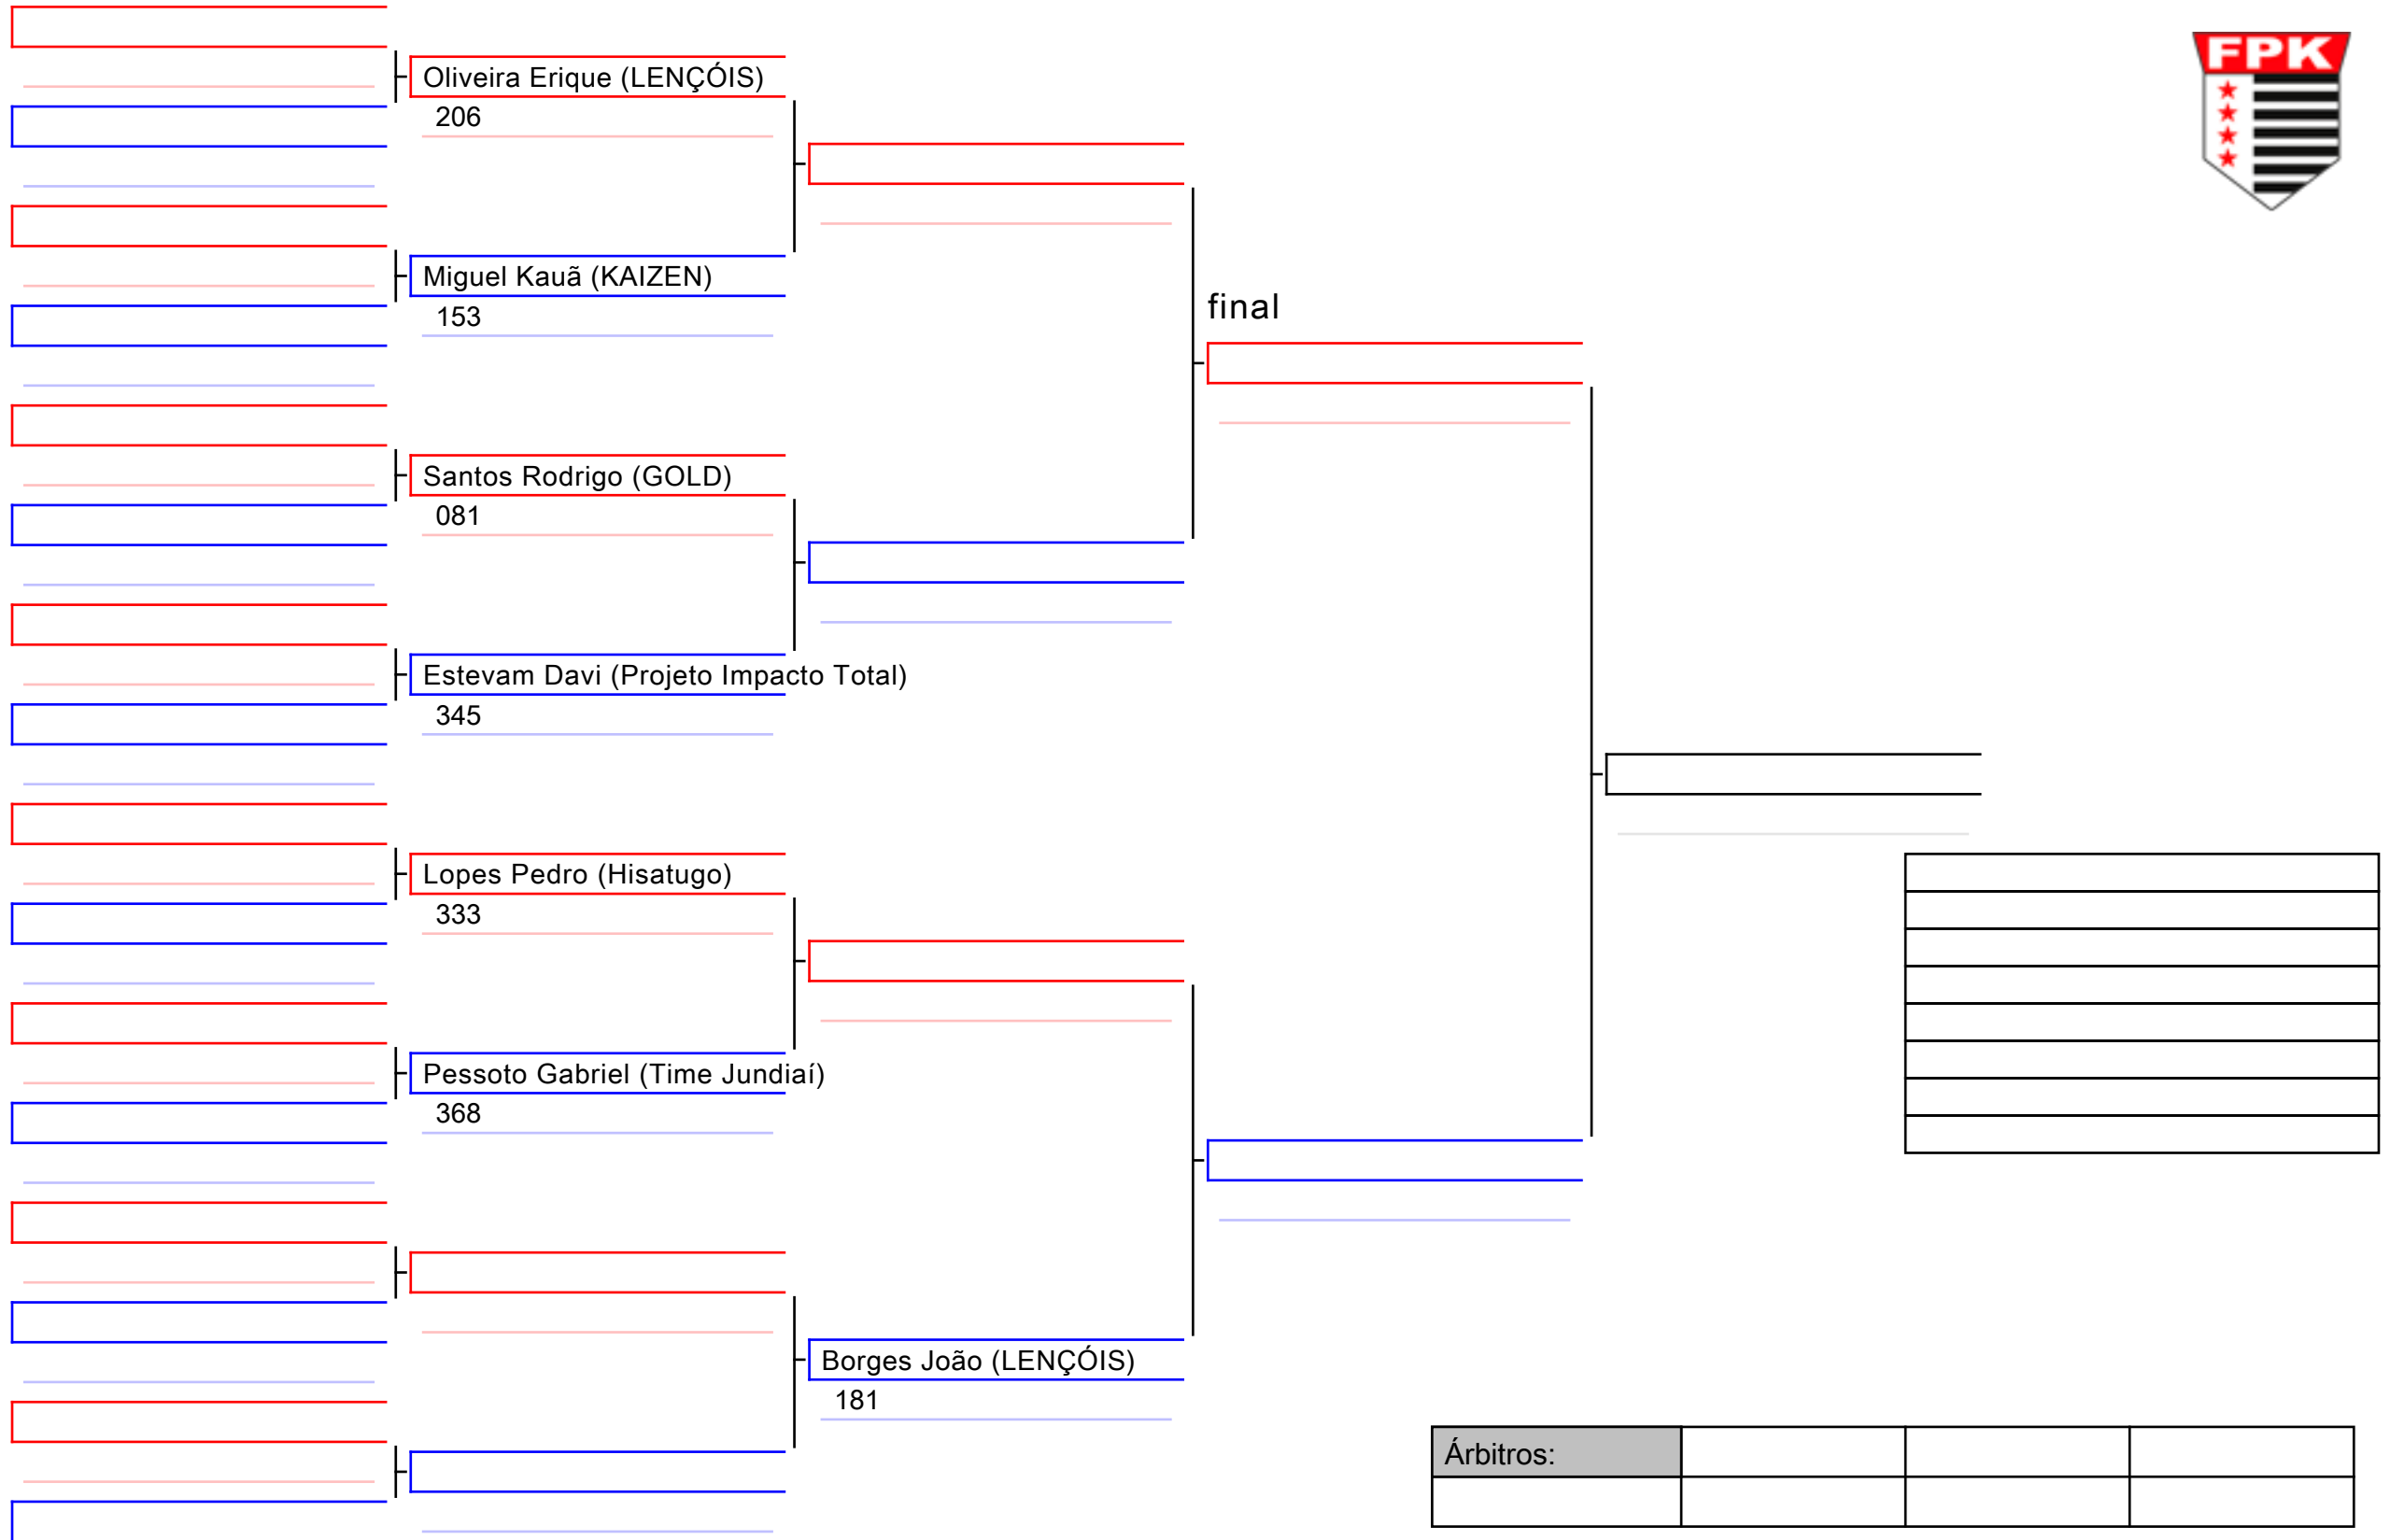 FPK
Oliveira Erique (LENÇÓIS)
206
Miguel Kauã (KAIZEN)
153
final
Santos Rodrigo (GOLD)
081
Estevam Davi (Projeto Impacto Total)
345
Lopes Pedro (Hisatugo)
333
Pessoto Gabriel (Time Jundiaí)
368
Borges João (LENÇÓIS)
181
Árbitros: